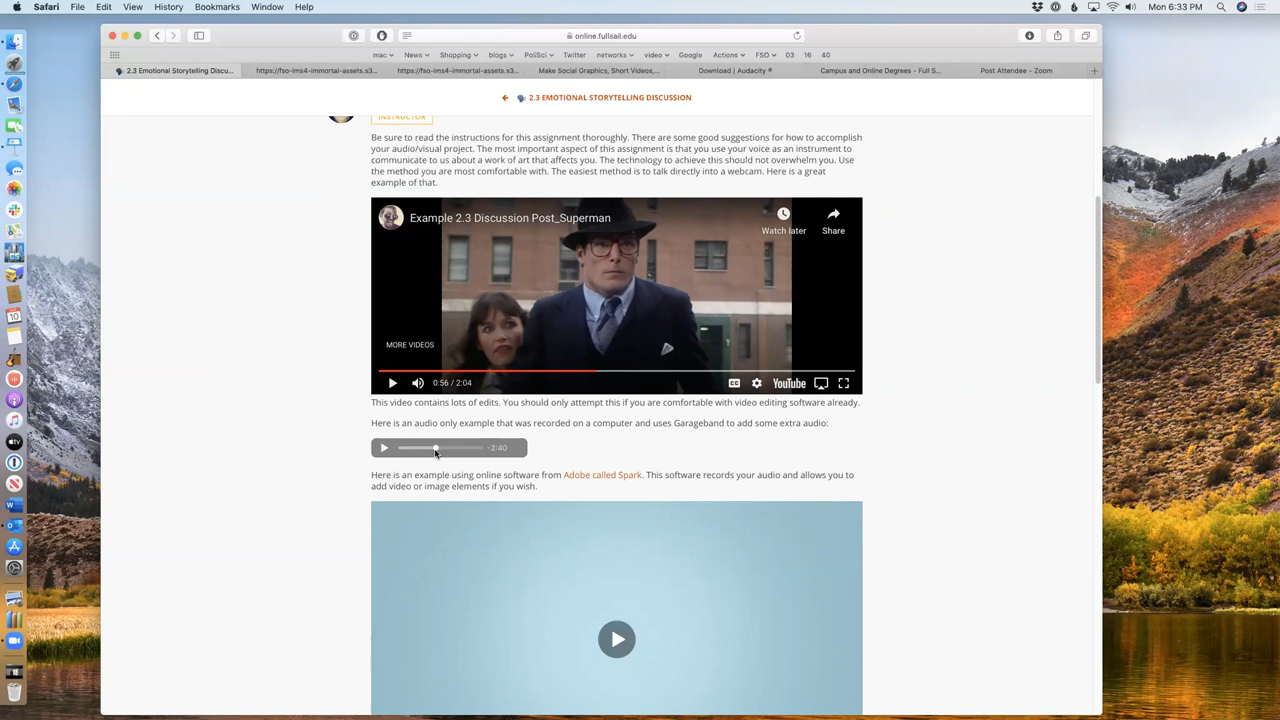 Safari File Edit View History Bookmarks Window Help Mon 6:33 PM
online.fullsail.edu
mac News Shopping blogs PoliSci Twitter networks video Google Actions FSO 03 16 40
2.3 Emotional Storytelling Discu... https://fso-lms4-immortal-assets.s3... https://fso-lms4-immortal-assets.s3... Make Social Graphics, Short Videos,... Download | Audacity ® Campus and Online Degrees - Full S... Post Attendee - Zoom
2.3 EMOTIONAL STORYTELLING DISCUSSION
INSTRUCTOR
Be sure to read the instructions for this assignment thoroughly. There are some good suggestions for how to accomplish
your audio/visual project. The most important aspect of this assignment is that you use your voice as an instrument to
communicate to us about a work of art that affects you. The technology to achieve this should not overwhelm you. Use
the method you are most comfortable with. The easiest method is to talk directly into a webcam. Here is a great
example of that.
Example 2.3 Discussion Post_Superman
Watch later Share
MORE VIDEOS
0:56 / 2:04 CC YouTube
This video contains lots of edits. You should only attempt this if you are comfortable with video editing software already.
Here is an audio only example that was recorded on a computer and uses Garageband to add some extra audio:
-2:40
Here is an example using online software from Adobe called Spark. This software records your audio and allows you to
add video or image elements if you wish.